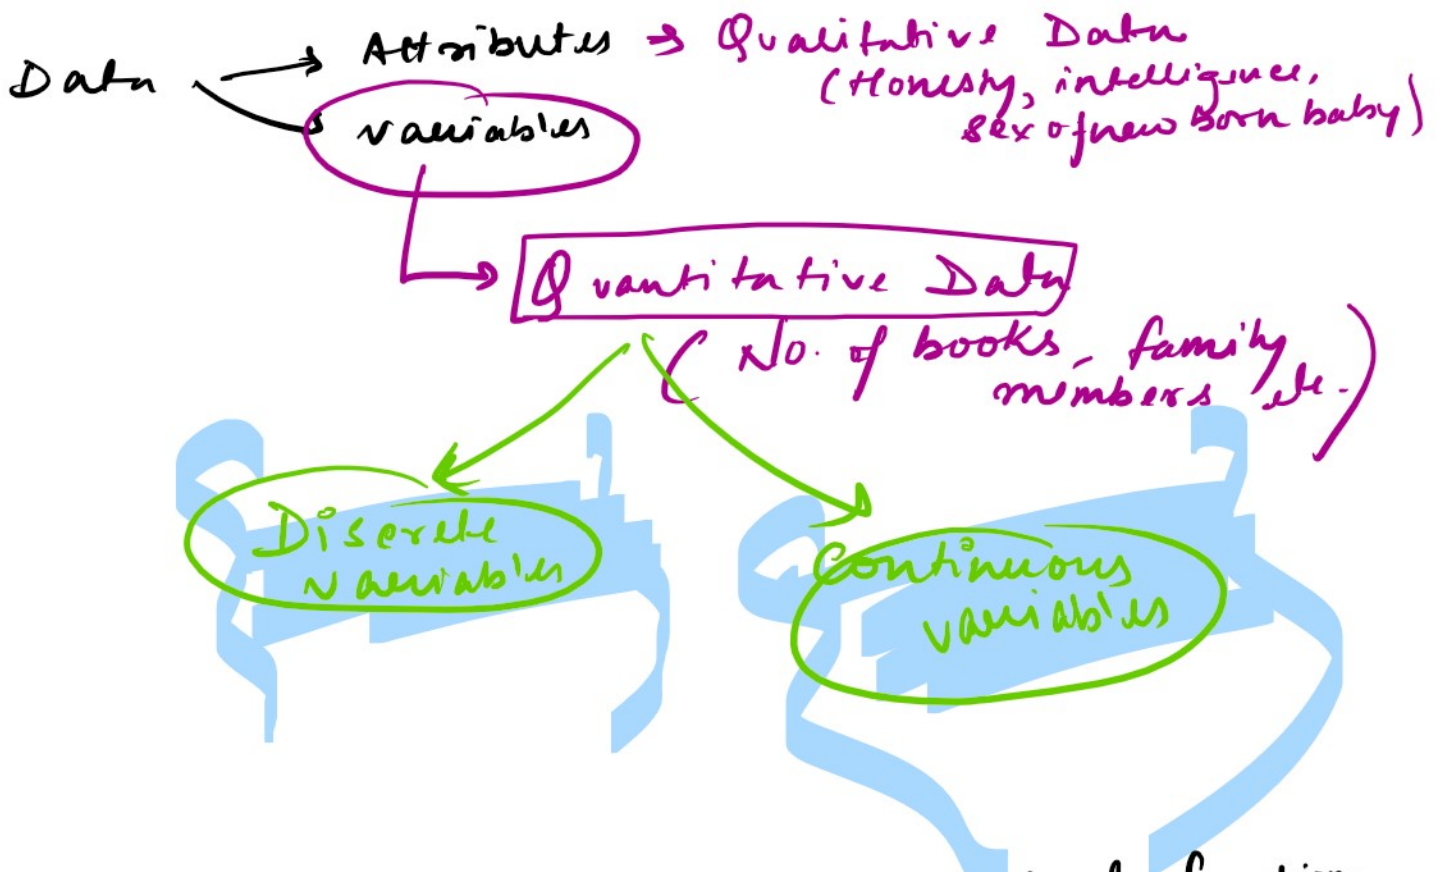 Data → Attributes → Qualitative Data
(Honesty, intelligence,
sex of new born baby)
variables
Quantitative Data
(No. of books, family
members etc.)
Discrete
variables
Continuous
variables